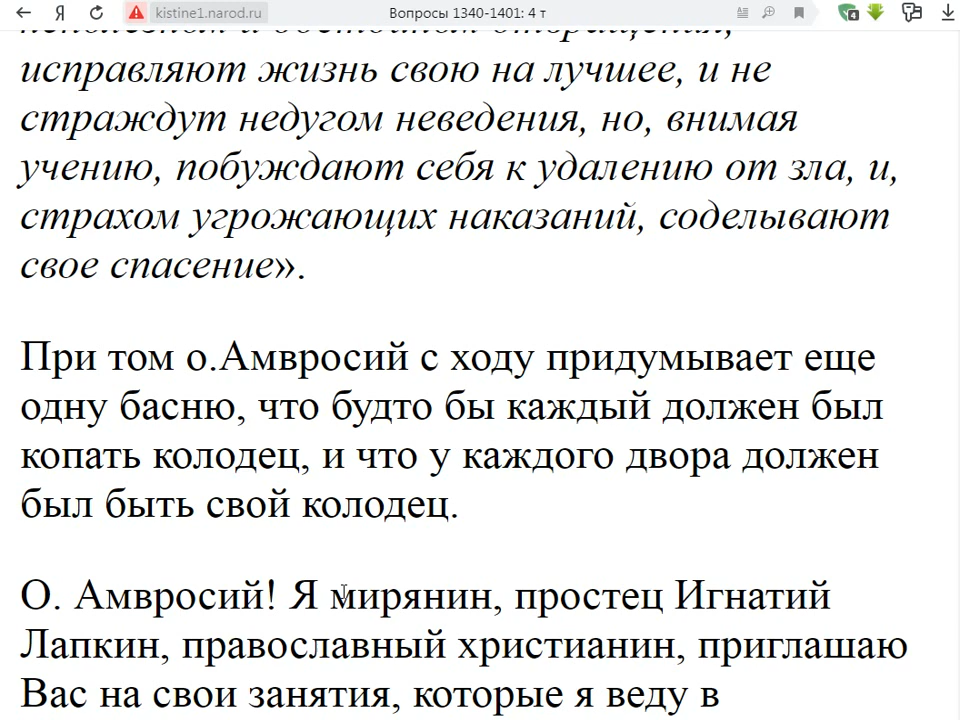 kistine1.narod.ru
Вопросы 1340-1401: 4 т
4
исправляют жизнь свою на лучшее, и не
страждут недугом неведения, но, внимая
учению, побуждают себя к удалению от зла, и,
страхом угрожающих наказаний, соделывают
свое спасение».
При том о.Амвросий с ходу придумывает еще
одну басню, что будто бы каждый должен был
копать колодец, и что у каждого двора должен
был быть свой колодец.
О. Амвросий! Я мирянин, простец Игнатий
Лапкин, православный христианин, приглашаю
Вас на свои занятия, которые я веду в